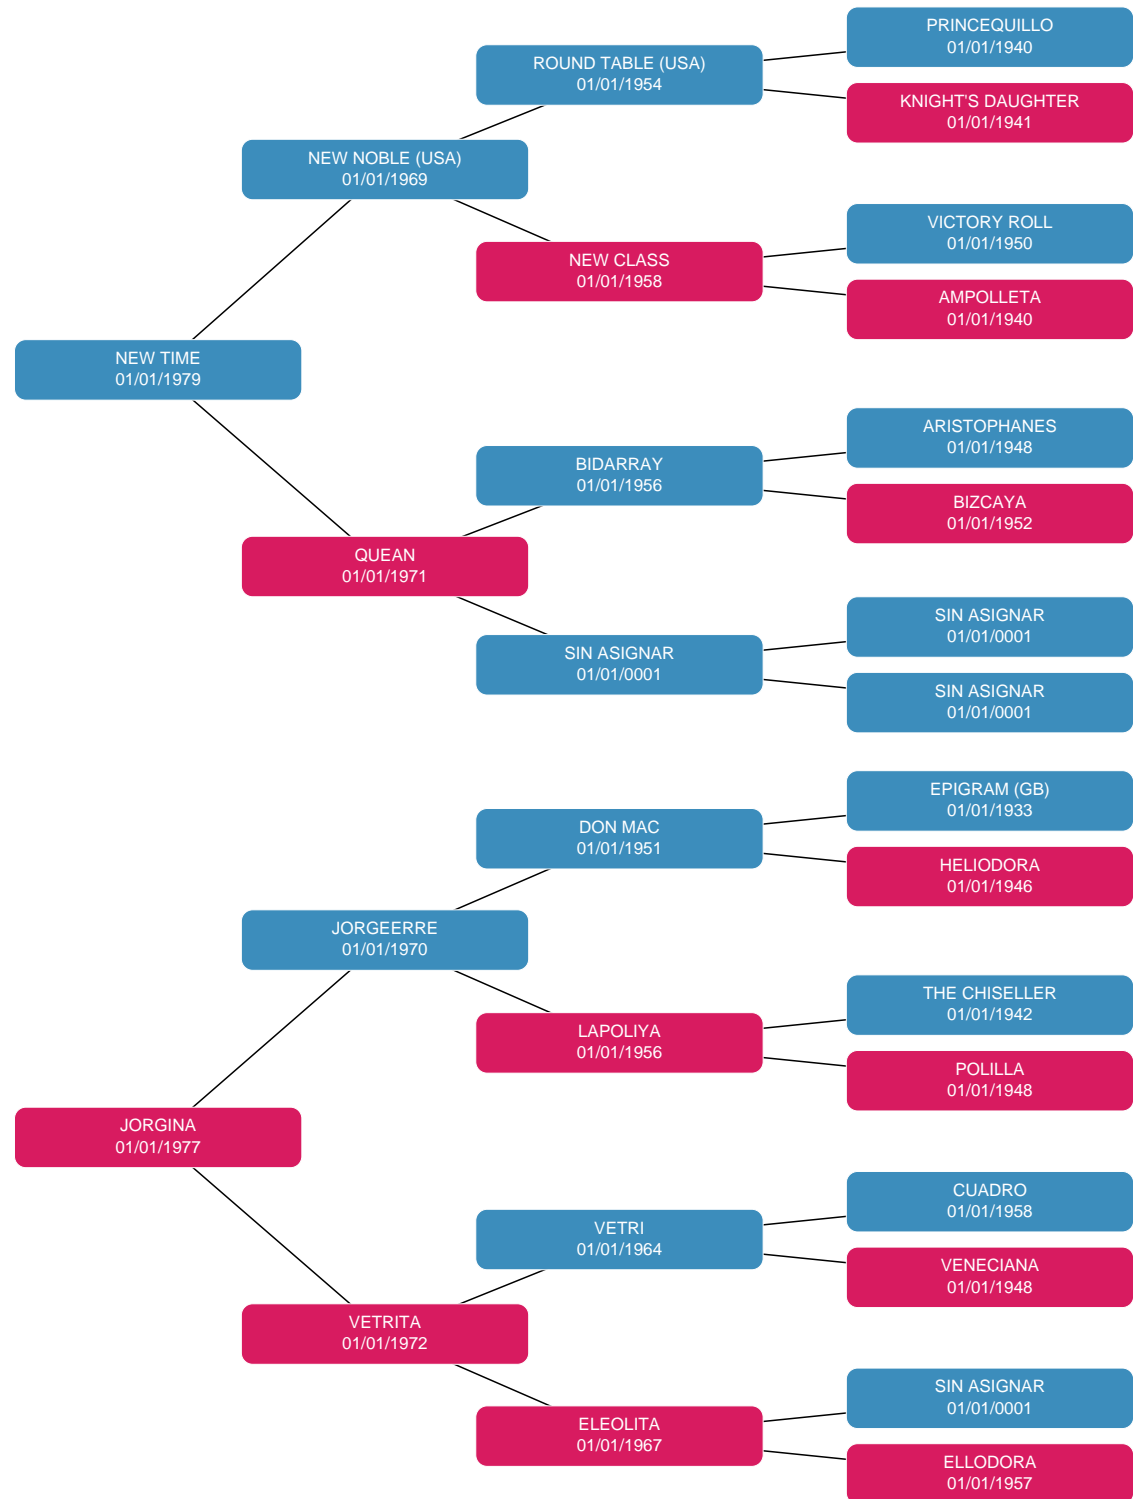 PRINCEQUILLO
01/01/1940
ROUND TABLE (USA)
01/01/1954
KNIGHT'S DAUGHTER
01/01/1941
NEW NOBLE (USA)
01/01/1969
VICTORY ROLL
01/01/1950
NEW CLASS
01/01/1958
AMPOLLETA
01/01/1940
NEW TIME
01/01/1979
ARISTOPHANES
01/01/1948
BIDARRAY
01/01/1956
BIZCAYA
01/01/1952
QUEAN
01/01/1971
SIN ASIGNAR
01/01/0001
SIN ASIGNAR
01/01/0001
SIN ASIGNAR
01/01/0001
EPIGRAM (GB)
01/01/1933
DON MAC
01/01/1951
HELIODORA
01/01/1946
JORGEERRE
01/01/1970
THE CHISELLER
01/01/1942
LAPOLIYA
01/01/1956
POLILLA
01/01/1948
JORGINA
01/01/1977
CUADRO
01/01/1958
VETRI
01/01/1964
VENECIANA
01/01/1948
VETRITA
01/01/1972
SIN ASIGNAR
01/01/0001
ELEOLITA
01/01/1967
ELLODORA
01/01/1957